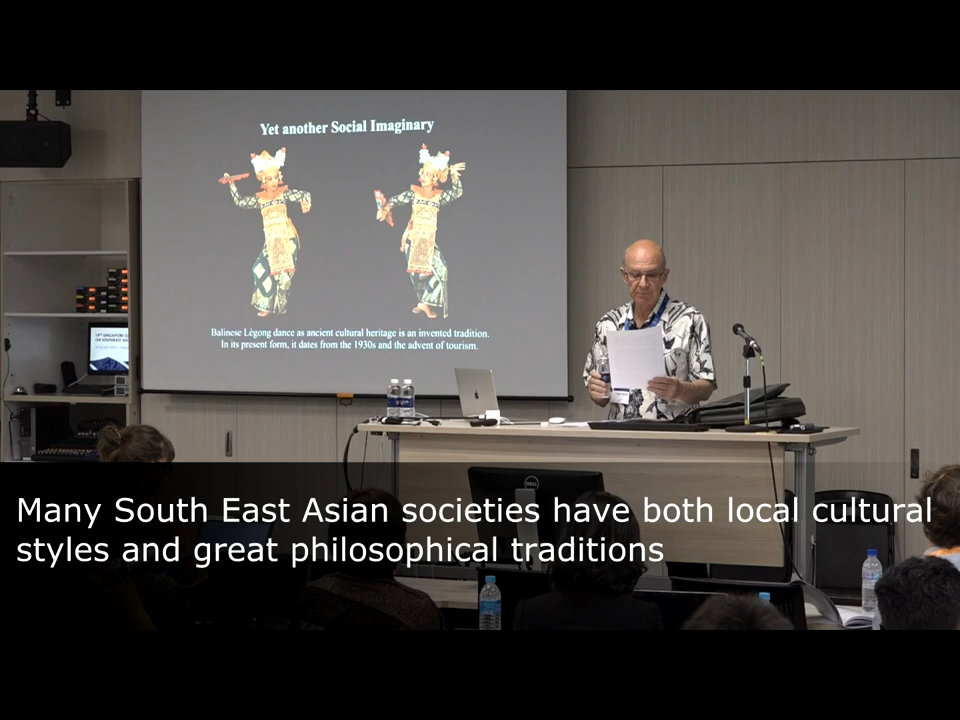 Yet another Social Imaginary
Balinese Légong dance as ancient cultural heritage is an invented tradition.
In its present form, it dates from the 1930s and the advent of tourism.
DELL
Many South East Asian societies have both local cultural
styles and great philosophical traditions